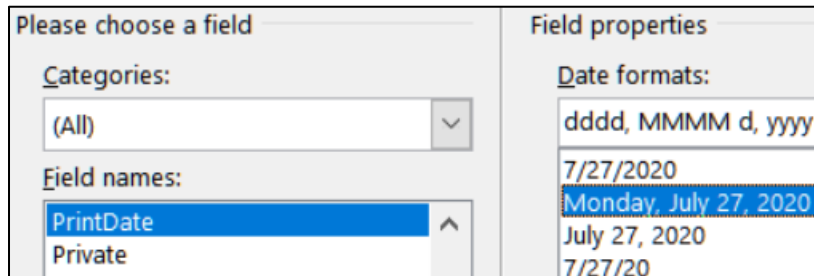 Please choose a field
Categories:
(All)
Field names:
PrintDate
Private
Field properties
Date formats:
dddd, MMMM d, yyyy
7/27/2020
Monday, July 27, 2020
July 27, 2020
7/27/20